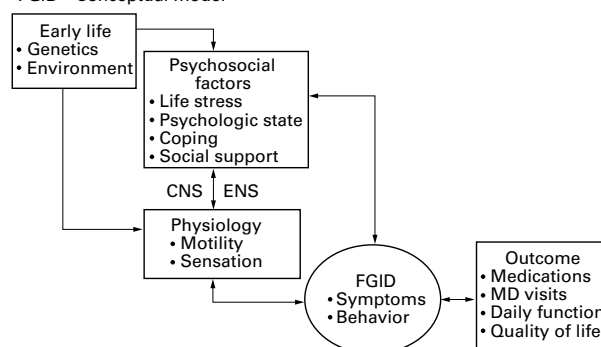 FGID – Conceptual model
Early life
• Genetics
• Environment
Psychosocial
factors
• Life stress
• Psychologic state
• Coping
• Social support
CNS ENS
Physiology
• Motility
• Sensation
FGID
• Symptoms
• Behavior
Outcome
• Medications
• MD visits
• Daily function
• Quality of life